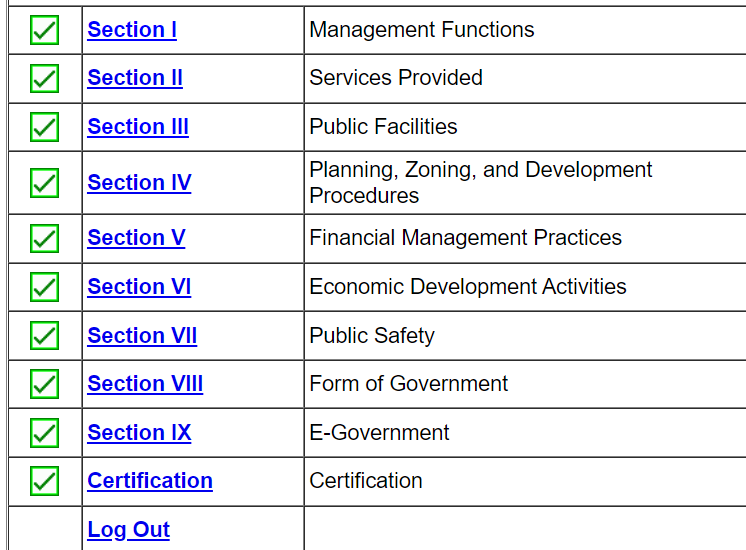 Section I Management Functions
Section II Services Provided
Section III Public Facilities
Section IV Planning, Zoning, and Development
Procedures
Section V Financial Management Practices
Section VI Economic Development Activities
Section VII Public Safety
Section VIII Form of Government
Section IX E-Government
Certification Certification
Log Out